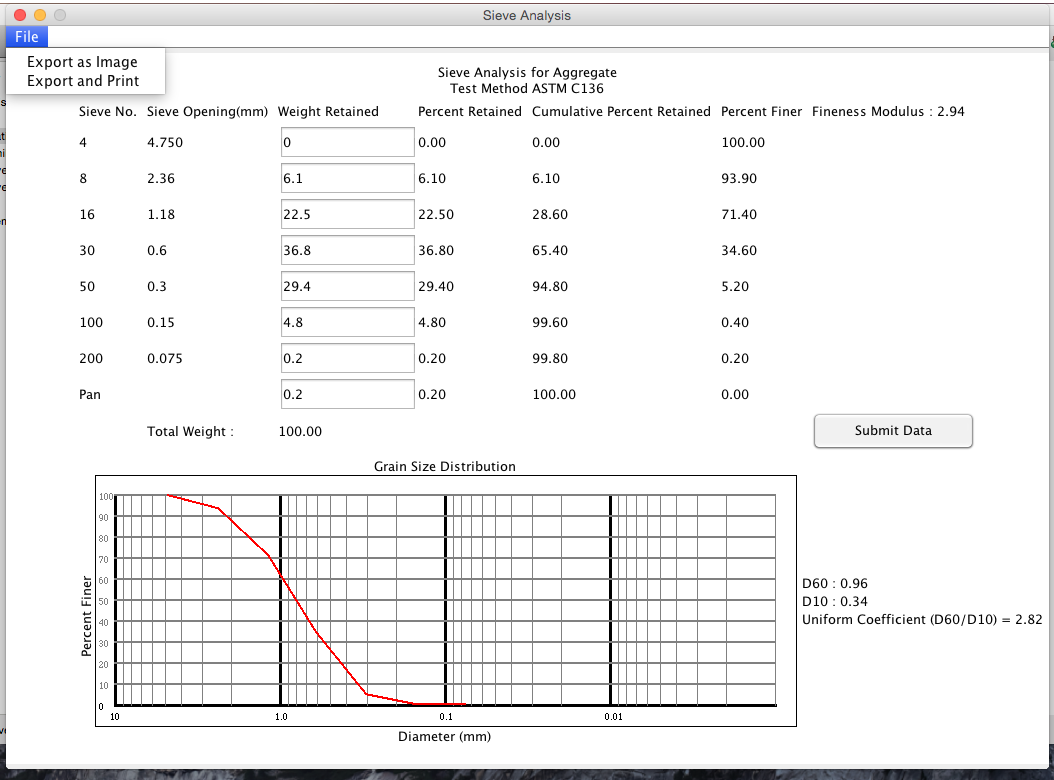 Sieve Analysis
File
Export as Image
Export and Print
Sieve Analysis for Aggregate
Test Method ASTM C136
Sieve No. Sieve Opening(mm) Weight Retained Percent Retained Cumulative Percent Retained Percent Finer Fineness Modulus : 2.94
4 4.750 0 0.00 0.00 100.00
8 2.36 6.1 6.10 6.10 93.90
16 1.18 22.5 22.50 28.60 71.40
30 0.6 36.8 36.80 65.40 34.60
50 0.3 29.4 29.40 94.80 5.20
100 0.15 4.8 4.80 99.60 0.40
200 0.075 0.2 0.20 99.80 0.20
Pan 0.2 0.20 100.00 0.00
Total Weight : 100.00
Submit Data
Grain Size Distribution
100
90
80
70
60
50
40
30
20
10
0
Percent Finer
10 1.0 0.1 0.01
Diameter (mm)
D60 : 0.96
D10 : 0.34
Uniform Coefficient (D60/D10) = 2.82